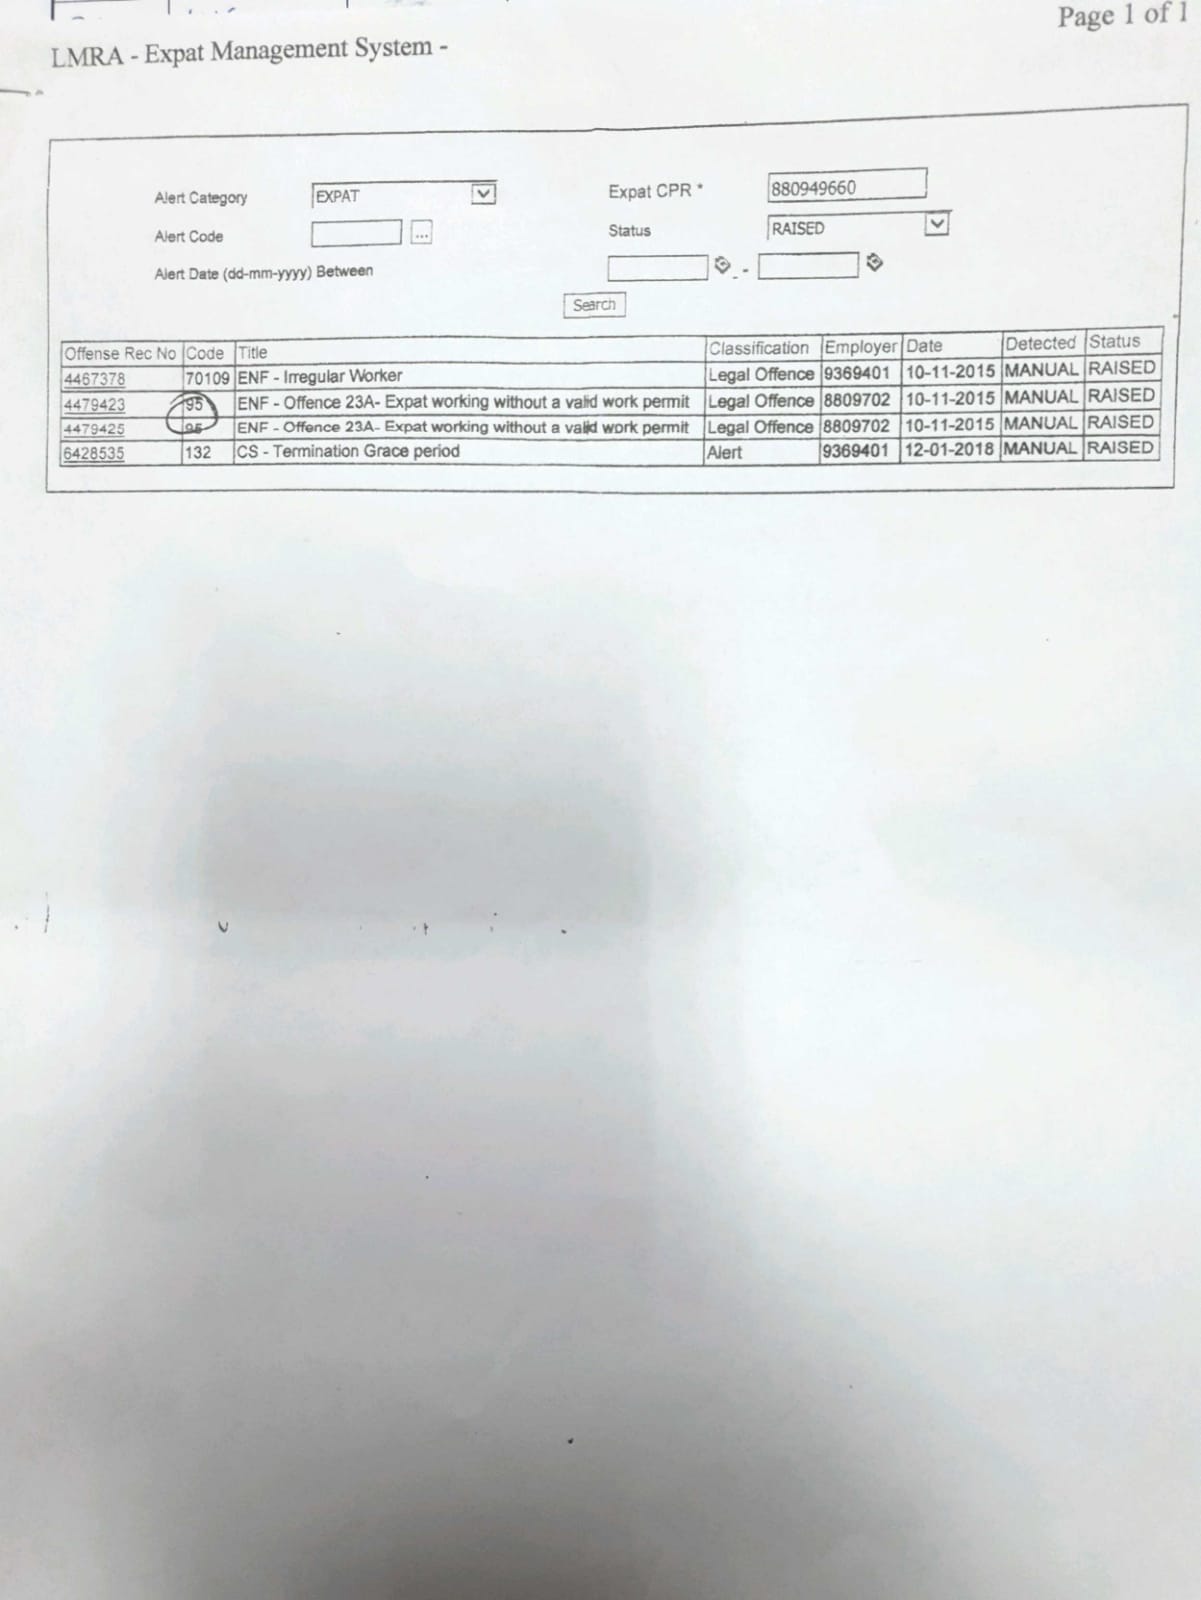 Page 1 of 1
LMRA - Expat Management System -
Alert Category EXPAT Expat CPR * 880949660
Alert Code ... Status RAISED
Alert Date (dd-mm-yyyy) Between -
Search
Offense Rec No Code Title Classification Employer Date Detected Status
4467378 70109 ENF - Irregular Worker Legal Offence 9369401 10-11-2015 MANUAL RAISED
4479423 95 ENF - Offence 23A- Expat working without a valid work permit Legal Offence 8809702 10-11-2015 MANUAL RAISED
4479425 95 ENF - Offence 23A- Expat working without a valid work permit Legal Offence 8809702 10-11-2015 MANUAL RAISED
6428535 132 CS - Termination Grace period Alert 9369401 12-01-2018 MANUAL RAISED